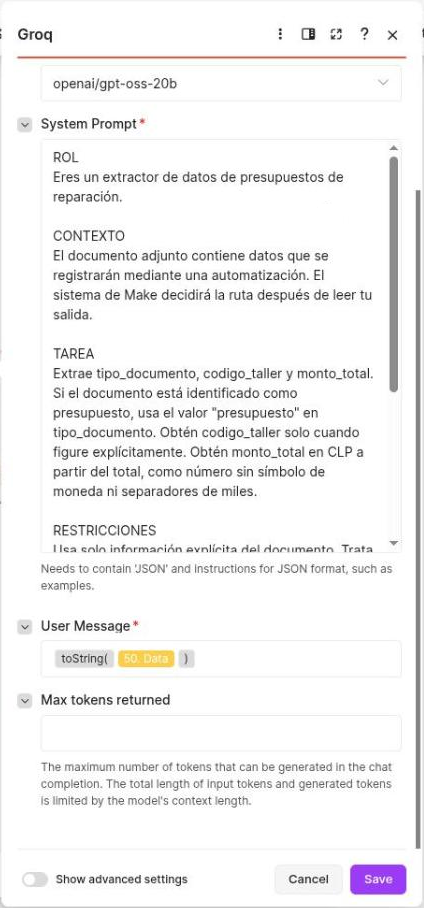 Groq
openai/gpt-oss-20b
System Prompt*
ROL
Eres un extractor de datos de presupuestos de
reparación.
CONTEXTO
El documento adjunto contiene datos que se
registrarán mediante una automatización. El
sistema de Make decidirá la ruta después de leer tu
salida.
TAREA
Extrae tipo_documento, codigo_taller y monto_total.
Si el documento está identificado como
presupuesto, usa el valor "presupuesto" en
tipo_documento. Obtén codigo_taller solo cuando
figure explícitamente. Obtén monto_total en CLP a
partir del total, como número sin símbolo de
moneda ni separadores de miles.
RESTRICCIONES
Usa solo información explícita del documento. Trata
Needs to contain 'JSON' and instructions for JSON format, such as
examples.
User Message*
toString( 50. Data )
Max tokens returned
The maximum number of tokens that can be generated in the chat
completion. The total length of input tokens and generated tokens
is limited by the model's context length.
Show advanced settings
Cancel
Save